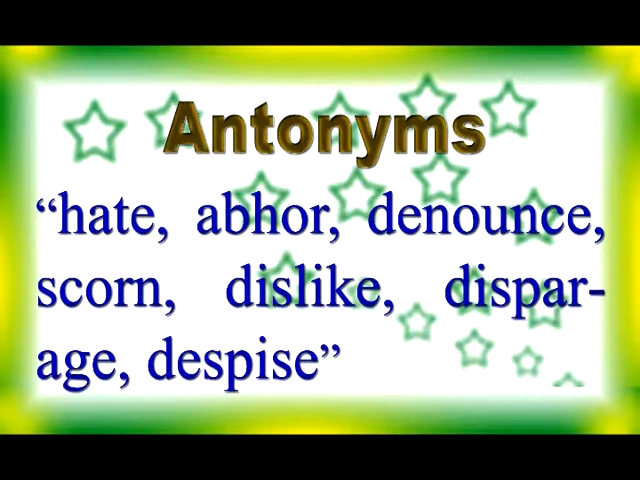 Antonyms
“hate, abhor, denounce,
scorn, dislike, dispar-
age, despise”